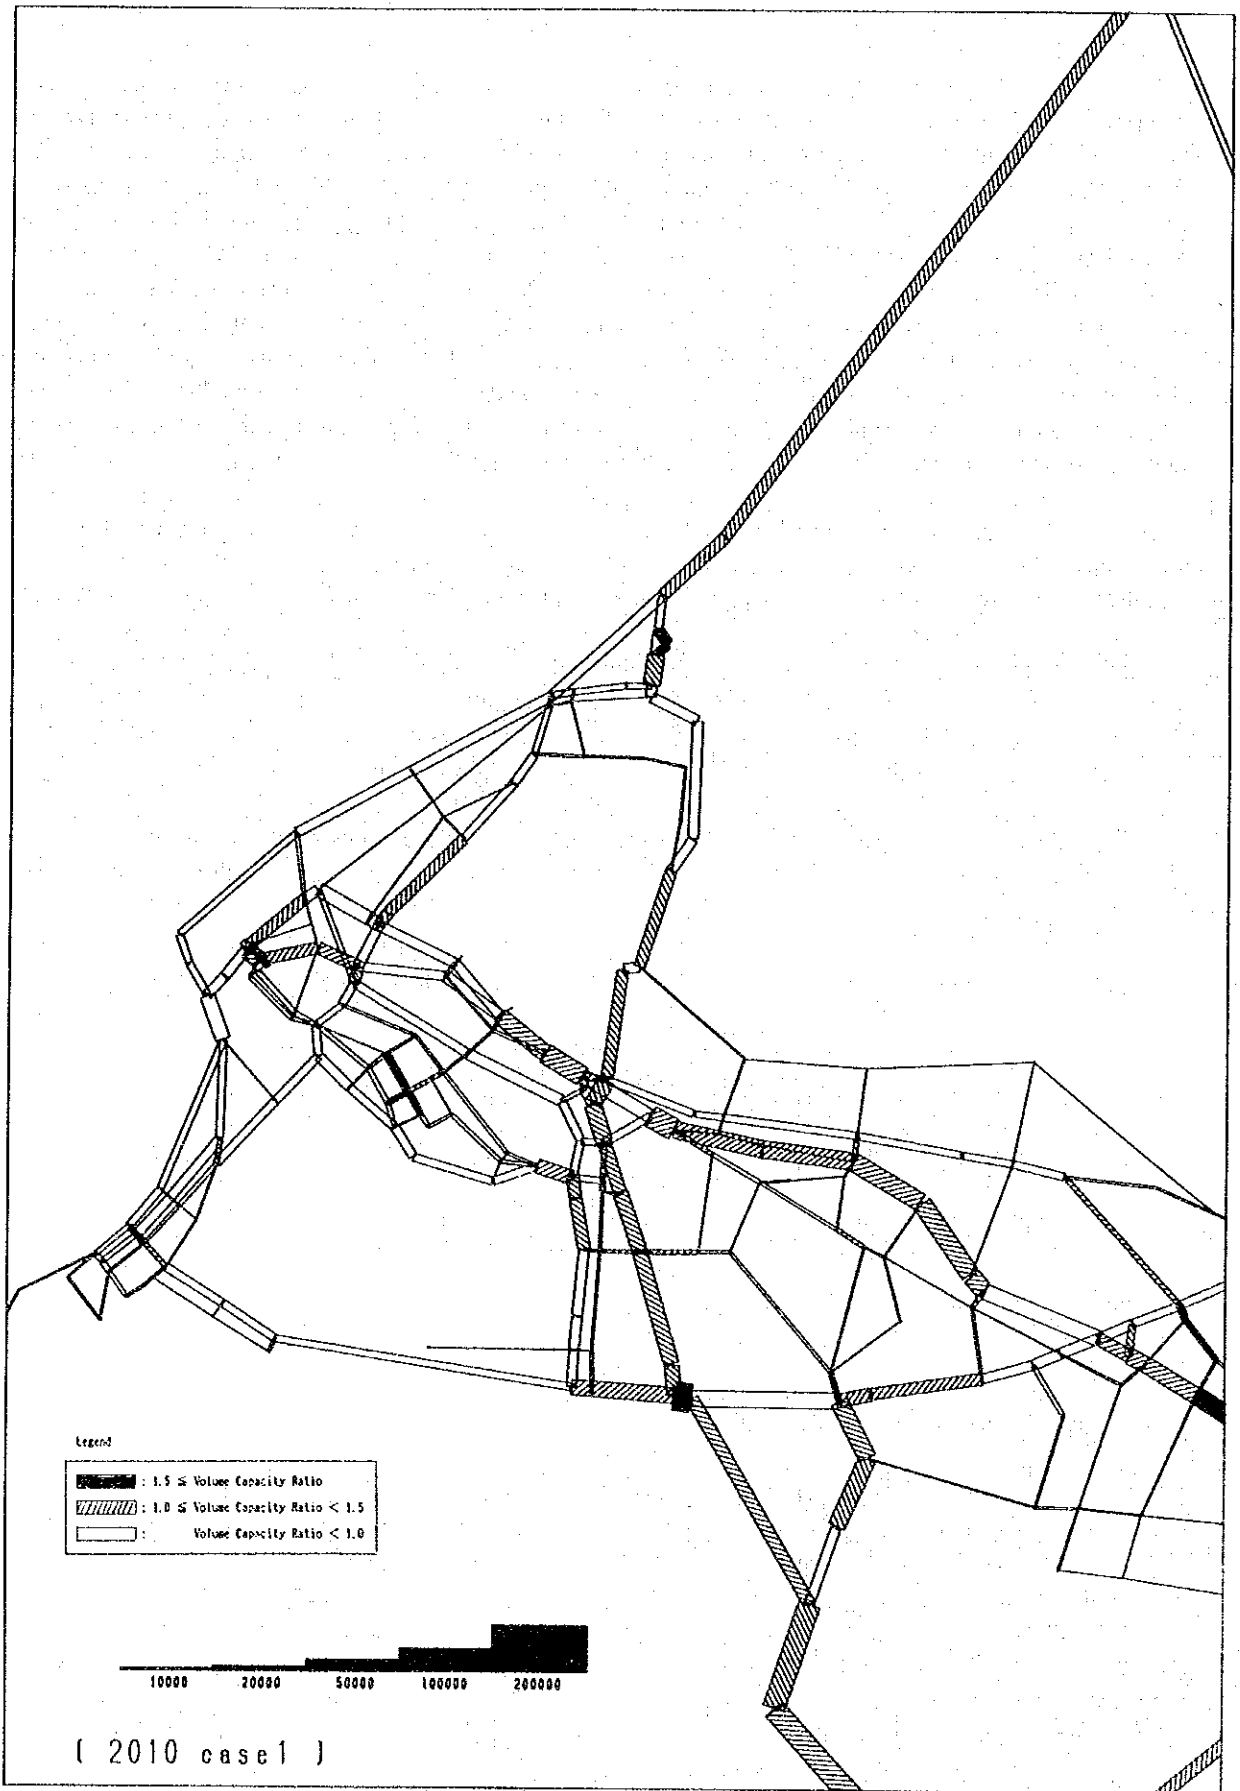 Legend
: 1.5 ≦ Volume Capacity Ratio
: 1.0 ≦ Volume Capacity Ratio < 1.5
: Volume Capacity Ratio < 1.0
10000 20000 50000 100000 200000
( 2010 case1 )